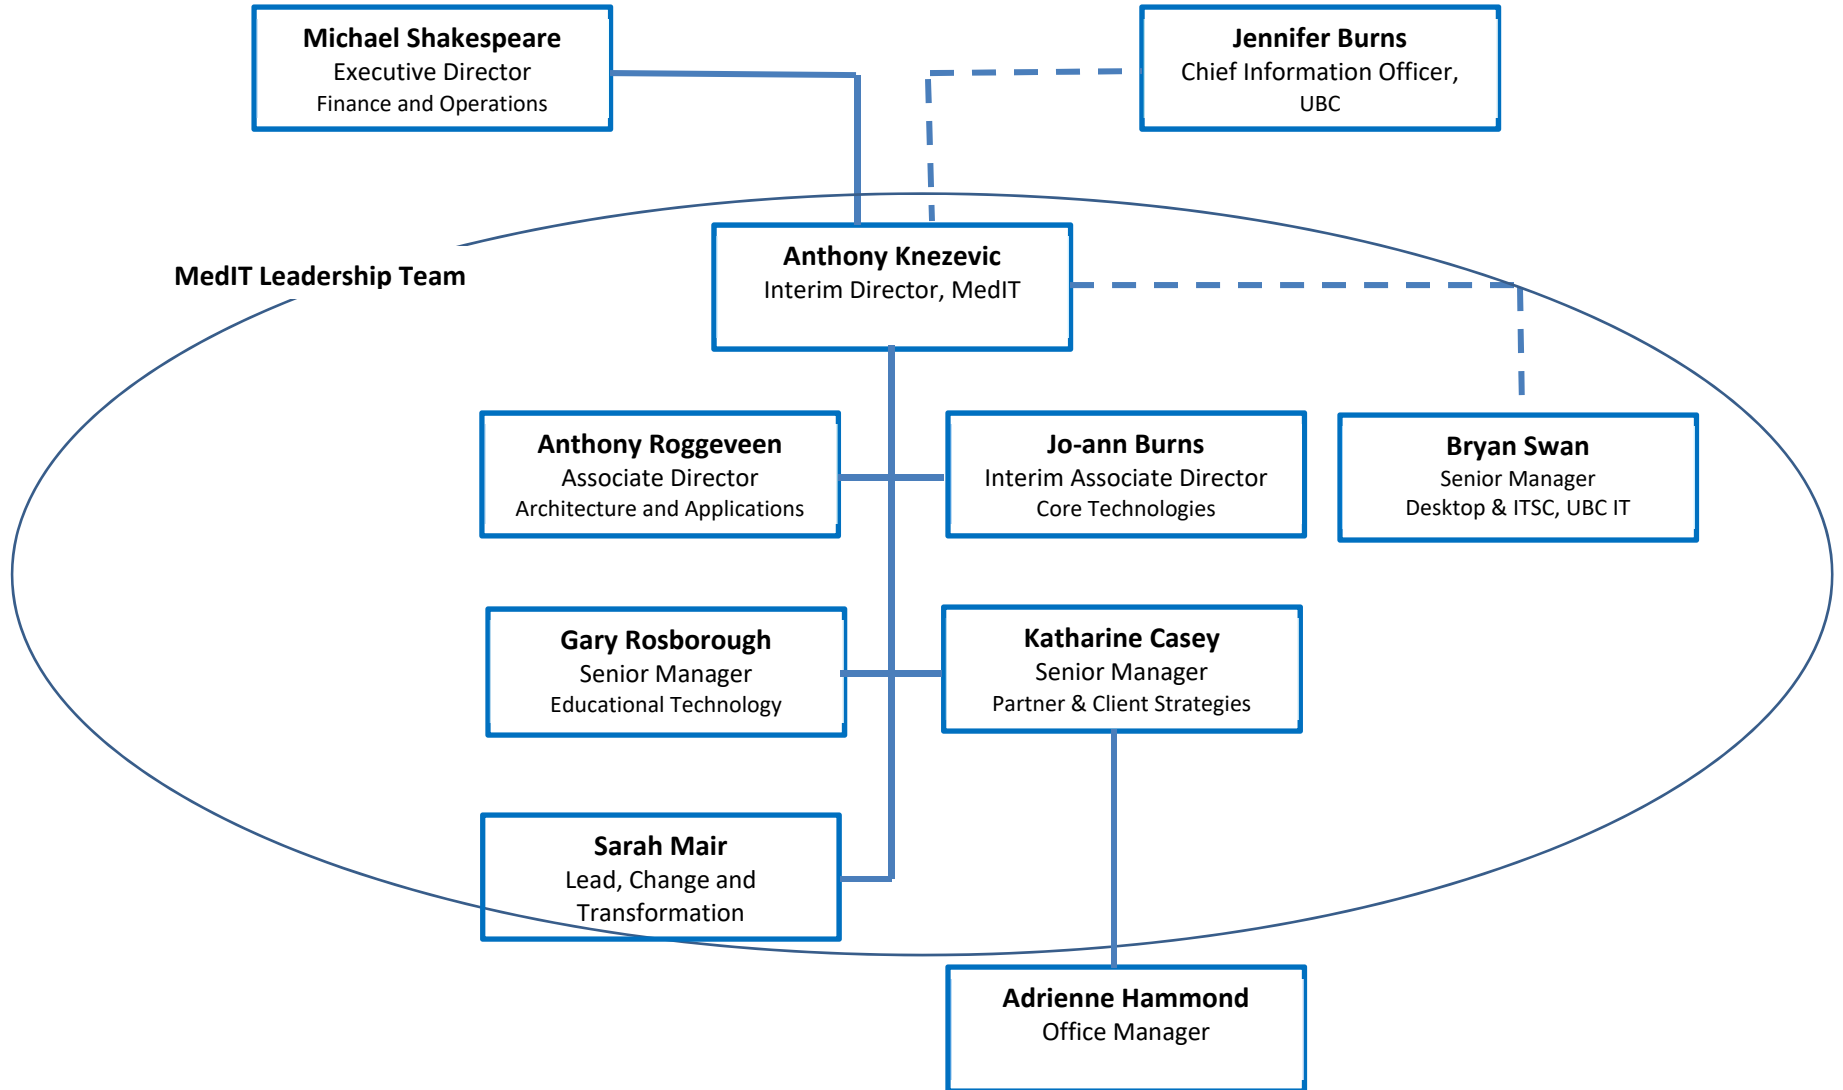 Michael Shakespeare
Executive Director
Finance and Operations
Jennifer Burns
Chief Information Officer,
UBC
MedIT Leadership Team
Anthony Knezevic
Interim Director, MedIT
Anthony Roggeveen
Associate Director
Architecture and Applications
Jo-ann Burns
Interim Associate Director
Core Technologies
Bryan Swan
Senior Manager
Desktop & ITSC, UBC IT
Gary Rosborough
Senior Manager
Educational Technology
Katharine Casey
Senior Manager
Partner & Client Strategies
Sarah Mair
Lead, Change and
Transformation
Adrienne Hammond
Office Manager